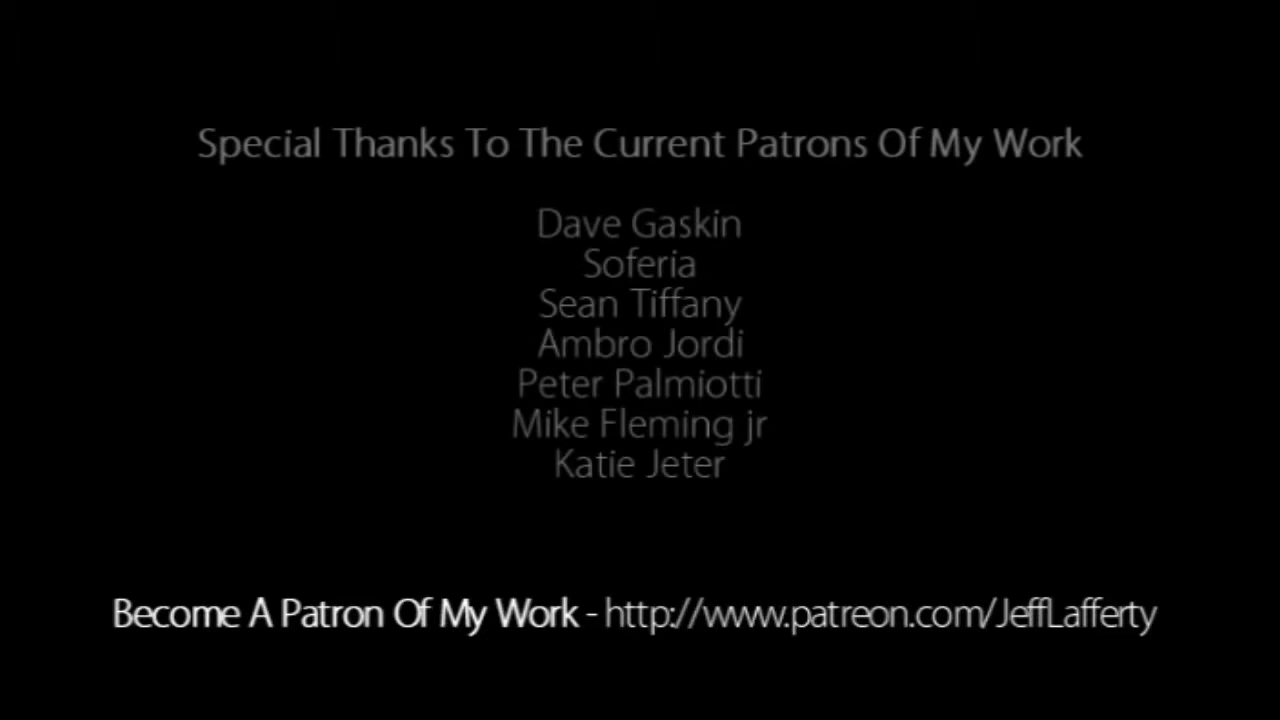 Special Thanks To The Current Patrons Of My Work
Dave Gaskin
Soferia
Sean Tiffany
Ambro Jordi
Peter Palmiotti
Mike Fleming jr
Katie Jeter
Become A Patron Of My Work - http://www.patreon.com/JeffLafferty